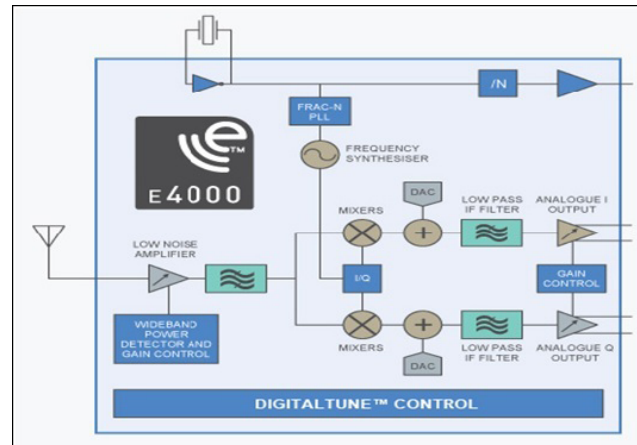 /N
FRAC-N
PLL
FREQUENCY
SYNTHESISER
e™
E4000
DAC
MIXERS
LOW PASS
IF FILTER
ANALOGUE I
OUTPUT
LOW NOISE
AMPLIFIER
I/Q
GAIN
CONTROL
WIDEBAND
POWER
DETECTOR AND
GAIN CONTROL
MIXERS
DAC
LOW PASS
IF FILTER
ANALOGUE Q
OUTPUT
DIGITALTUNE™ CONTROL